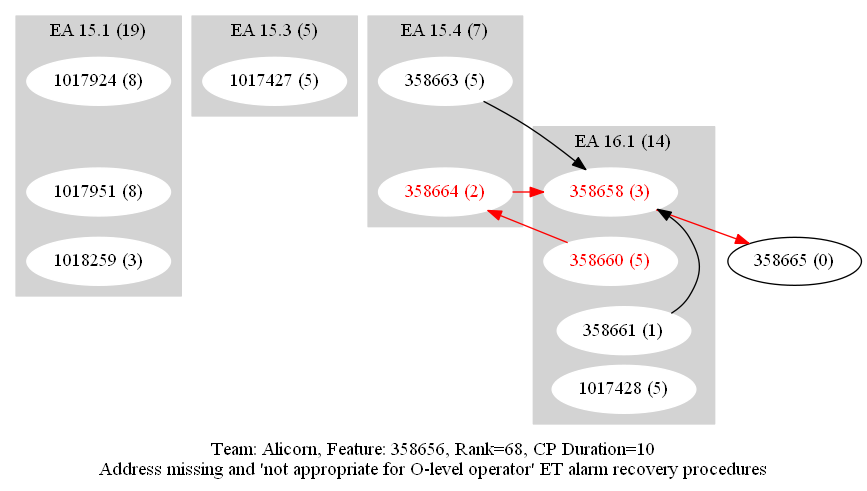 EA 15.1 (19)
1017924 (8)
1017951 (8)
1018259 (3)
EA 15.3 (5)
1017427 (5)
EA 15.4 (7)
358663 (5)
358664 (2)
EA 16.1 (14)
358658 (3)
358660 (5)
358661 (1)
1017428 (5)
358665 (0)
Team: Alicorn, Feature: 358656, Rank=68, CP Duration=10
Address missing and 'not appropriate for O-level operator' ET alarm recovery procedures